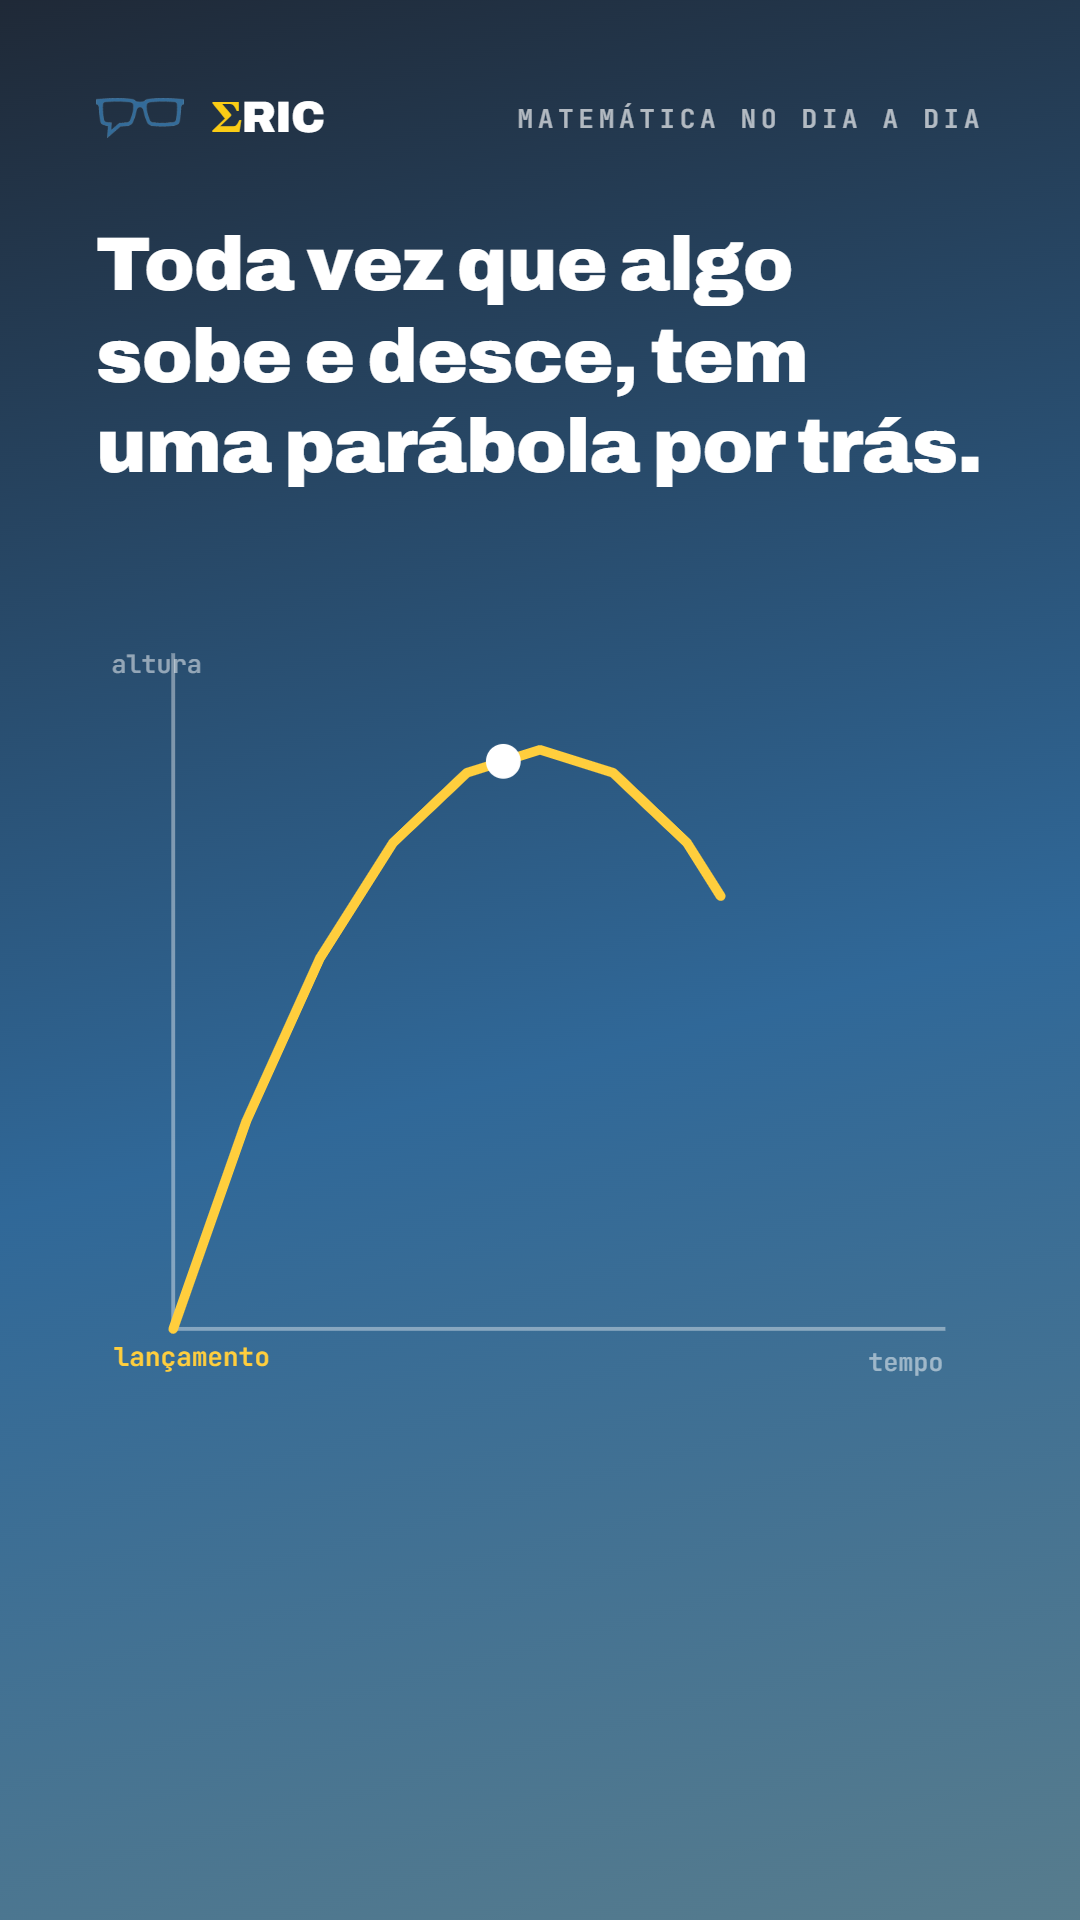 ΣRIC
MATEMÁTICA NO DIA A DIA
Toda vez que algo
sobe e desce, tem
uma parábola por trás.
altura
lançamento
tempo